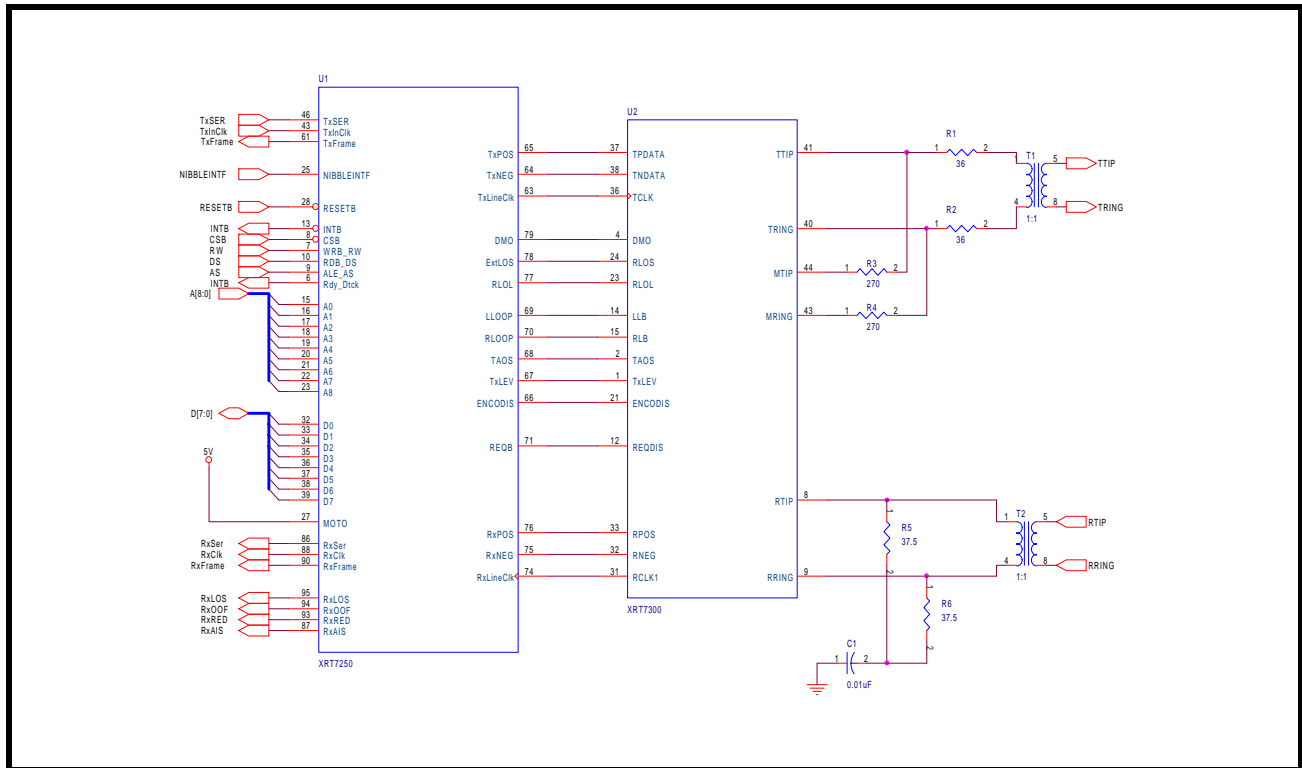 U1
TxSER 46 TxSER
TxInClk 43 TxInClk
TxFrame 61 TxFrame
NIBBLEINTF 25 NIBBLEINTF
RESETB 28 RESETB
INTB 13 INTB
CSB 8 CSB
RW 7 WRB_RW
DS 10 RDB_DS
AS 9 ALE_AS
INTB 6 Rdy_Dtck
A[8:0]
15 A0
16 A1
17 A2
18 A3
19 A4
20 A5
21 A6
22 A7
23 A8
D[7:0]
32 D0
33 D1
34 D2
35 D3
36 D4
37 D5
38 D6
39 D7
5V
27 MOTO
RxSer 86 RxSer
RxClk 88 RxClk
RxFrame 90 RxFrame
RxLOS 95 RxLOS
RxOOF 94 RxOOF
RxRED 93 RxRED
RxAIS 87 RxAIS
XRT7250
U2
TxPOS 65 37 TPDATA
TxNEG 64 38 TNDATA
TxLineClk 63 36 TCLK
DMO 79 4 DMO
ExtLOS 78 24 RLOS
RLOL 77 23 RLOL
LLOOP 69 14 LLB
RLOOP 70 15 RLB
TAOS 68 2 TAOS
TxLEV 67 1 TxLEV
ENCODIS 66 21 ENCODIS
REQB 71 12 REQDIS
RxPOS 76 33 RPOS
RxNEG 75 32 RNEG
RxLineClk 74 31 RCLK1
XRT7300
TTIP 41
TRING 40
MTIP 44
MRING 43
RTIP 8
RRING 9
R1
1 2
36
R2
1 2
36
R3
1 2
270
R4
1 2
270
T1
1 5 TTIP
4 8 TRING
1:1
T2
1 5 RTIP
4 8 RRING
1:1
1
R5
37.5
2
1
R6
37.5
2
C1
1 2
0.01uF